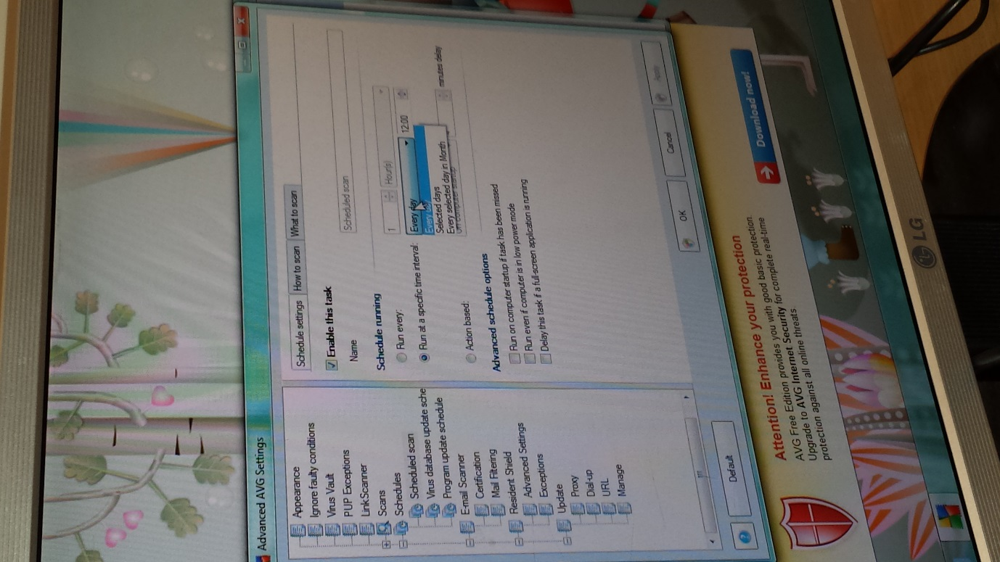 Advanced AVG Settings
X
Appearance
Ignore faulty conditions
Virus Vault
PUP Exceptions
LinkScanner
Scans
Schedules
Scheduled scan
Virus database update sche
Program update schedule
E-mail Scanner
Certification
Mail Filtering
Resident Shield
Advanced Settings
Exceptions
Update
Proxy
Dial-up
URL
Manage
Schedule settings How to scan What to scan
Enable this task
Name Scheduled scan
Schedule running
Run every: 1 Hour(s)
Run at a specific time interval: Every day 12:00
Every day
Selected days
Every selected day in Month
Action based: On computer startup minutes delay
Advanced schedule options
Run on computer startup if task has been missed
Run even if computer is in low power mode
Delay this task if a full-screen application is running
Default
OK Cancel Apply
Attention! Enhance your protection
AVG Free Edition provides you with good basic protection.
Upgrade to AVG Internet Security for complete real-time
protection against all online threats.
Download now!
LG